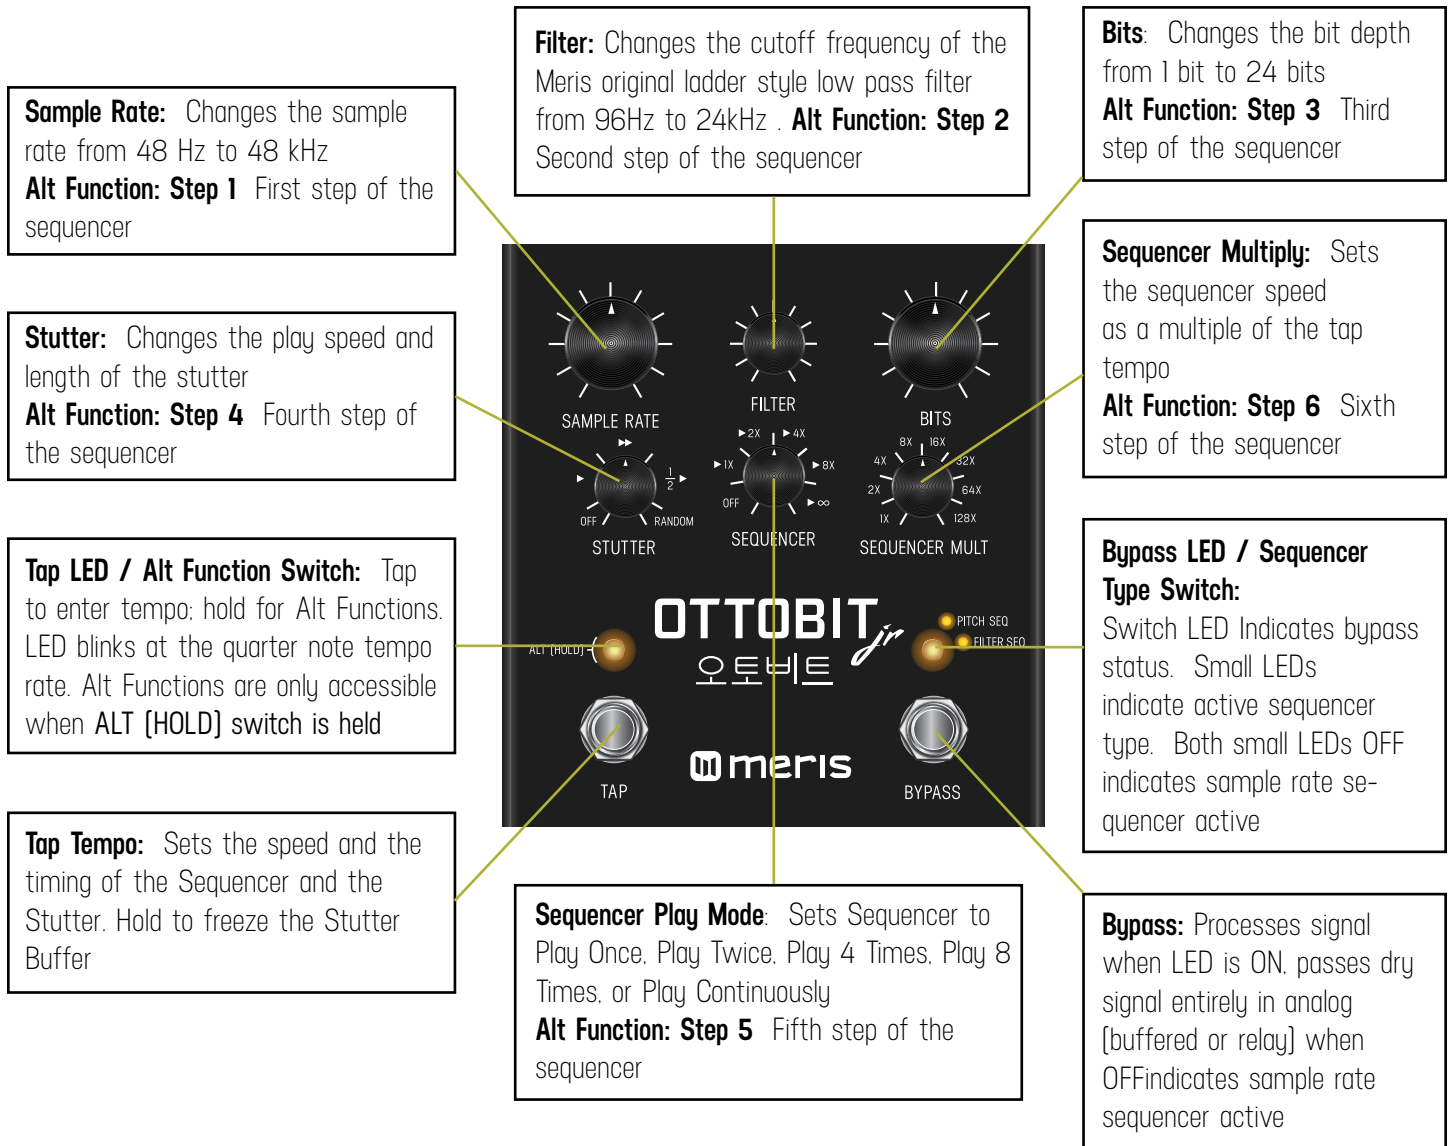 Filter: Changes the cutoff frequency of the
Meris original ladder style low pass filter
from 96Hz to 24kHz . Alt Function: Step 2
Second step of the sequencer
Bits: Changes the bit depth
from 1 bit to 24 bits
Alt Function: Step 3 Third
step of the sequencer
Sample Rate: Changes the sample
rate from 48 Hz to 48 kHz
Alt Function: Step 1 First step of the
sequencer
Sequencer Multiply: Sets
the sequencer speed
as a multiple of the tap
tempo
Alt Function: Step 6 Sixth
step of the sequencer
Stutter: Changes the play speed and
length of the stutter
Alt Function: Step 4 Fourth step of
the sequencer
SAMPLE RATE
FILTER
BITS
▶▶
▶
1/2 ▶
OFF
RANDOM
STUTTER
▶2X
▶4X
▶1X
▶8X
OFF
▶∞
SEQUENCER
8X
16X
4X
32X
2X
64X
1X
128X
SEQUENCER MULT
Tap LED / Alt Function Switch: Tap
to enter tempo; hold for Alt Functions.
LED blinks at the quarter note tempo
rate. Alt Functions are only accessible
when ALT (HOLD) switch is held
Bypass LED / Sequencer
Type Switch:
Switch LED Indicates bypass
status. Small LEDs
indicate active sequencer
type. Both small LEDs OFF
indicates sample rate se-
quencer active
ALT (HOLD)
OTTOBIT jr
오토비트
PITCH SEQ
FILTER SEQ
meris
TAP
BYPASS
Tap Tempo: Sets the speed and the
timing of the Sequencer and the
Stutter. Hold to freeze the Stutter
Buffer
Sequencer Play Mode: Sets Sequencer to
Play Once, Play Twice, Play 4 Times, Play 8
Times, or Play Continuously
Alt Function: Step 5 Fifth step of the
sequencer
Bypass: Processes signal
when LED is ON, passes dry
signal entirely in analog
(buffered or relay) when
OFFindicates sample rate
sequencer active